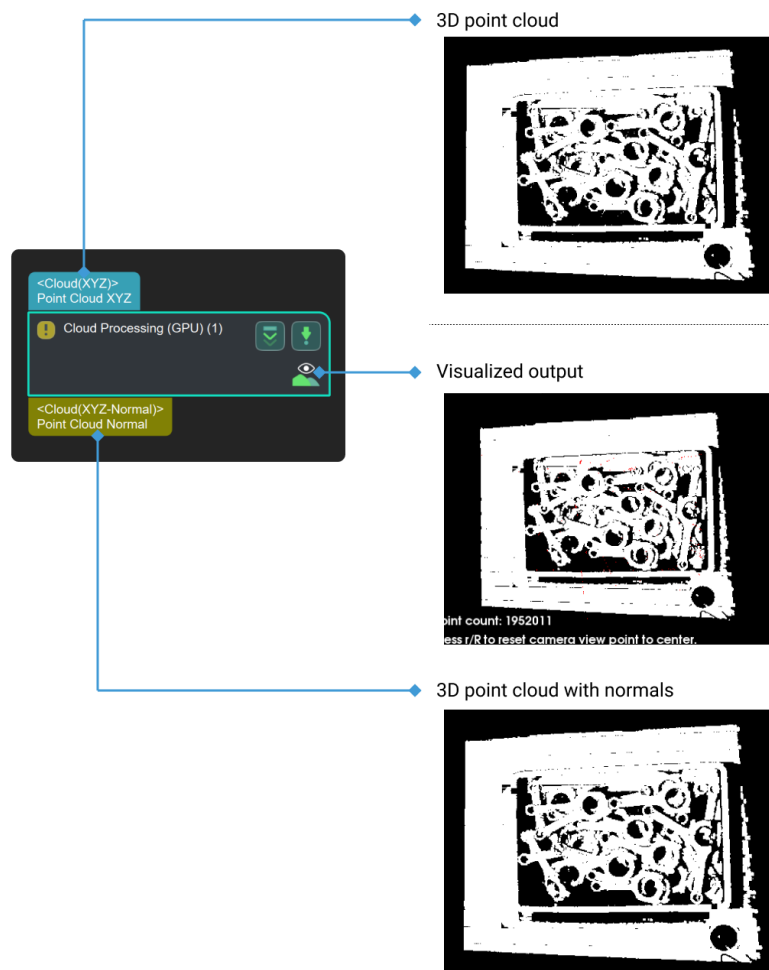 3D point cloud
<Cloud(XYZ)>
Point Cloud XYZ
Cloud Processing (GPU) (1)
<Cloud(XYZ-Normal)>
Point Cloud Normal
Visualized output
int count: 1952011
ess r/R to reset camera view point to center.
3D point cloud with normals